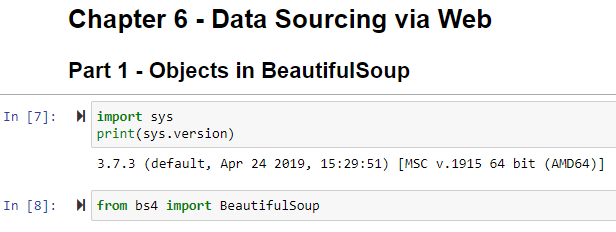 Chapter 6 - Data Sourcing via Web
Part 1 - Objects in BeautifulSoup
In [7]: import sys
print(sys.version)
3.7.3 (default, Apr 24 2019, 15:29:51) [MSC v.1915 64 bit (AMD64)]
In [8]: from bs4 import BeautifulSoup